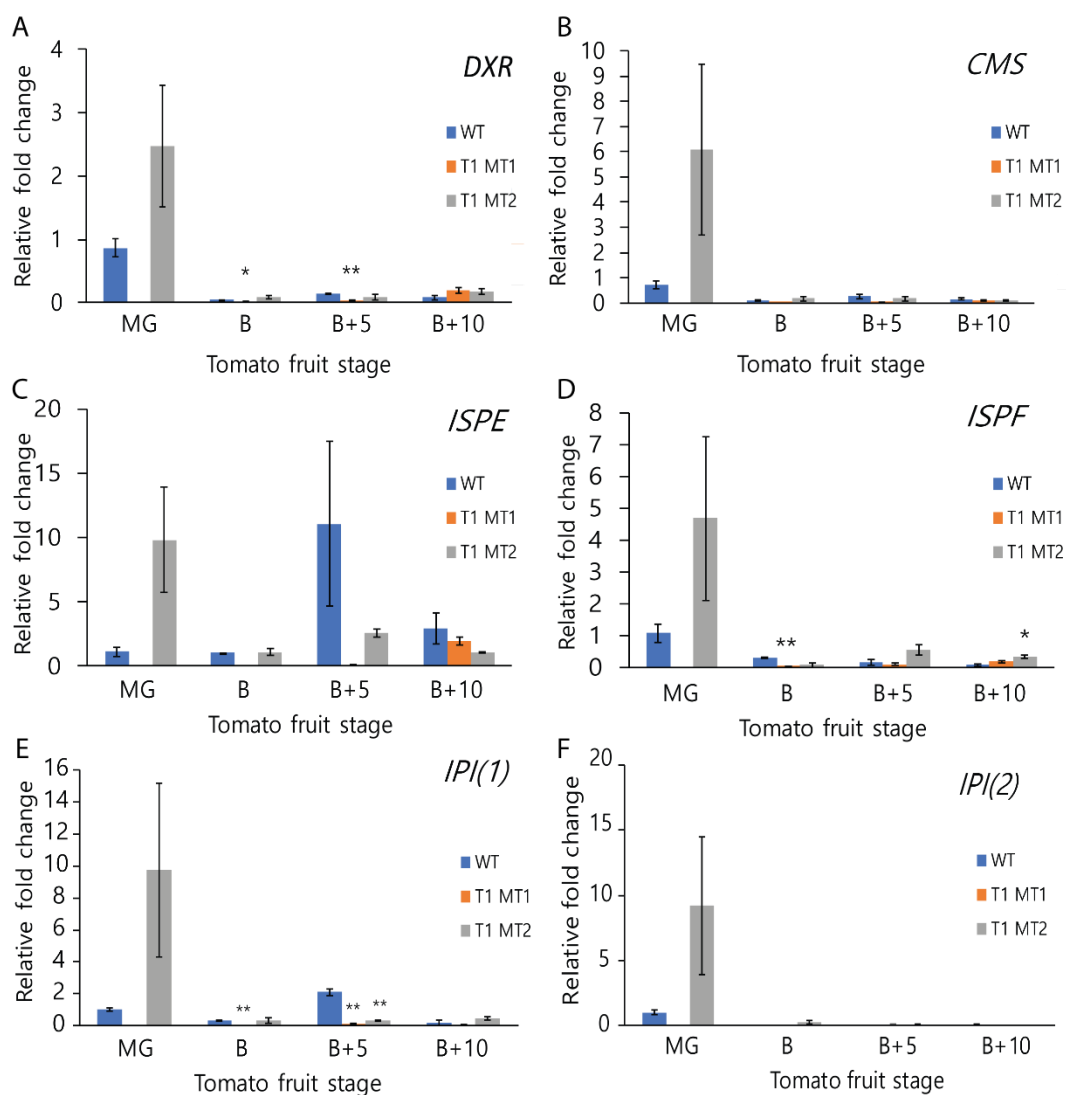 A
DXR
Relative fold change
4
3
2
1
0
WT
T1 MT1
T1 MT2
*
**
MG B B+5 B+10
Tomato fruit stage
B
CMS
Relative fold change
10
9
8
7
6
5
4
3
2
1
0
WT
T1 MT1
T1 MT2
MG B B+5 B+10
Tomato fruit stage
C
ISPE
Relative fold change
20
15
10
5
0
WT
T1 MT1
T1 MT2
MG B B+5 B+10
Tomato fruit stage
D
ISPF
Relative fold change
8
7
6
5
4
3
2
1
0
WT
T1 MT1
T1 MT2
**
*
MG B B+5 B+10
Tomato fruit stage
E
IPI(1)
Relative fold change
16
14
12
10
8
6
4
2
0
WT
T1 MT1
T1 MT2
**
** **
MG B B+5 B+10
Tomato fruit stage
F
IPI(2)
Relative fold change
20
15
10
5
0
WT
T1 MT1
T1 MT2
MG B B+5 B+10
Tomato fruit stage